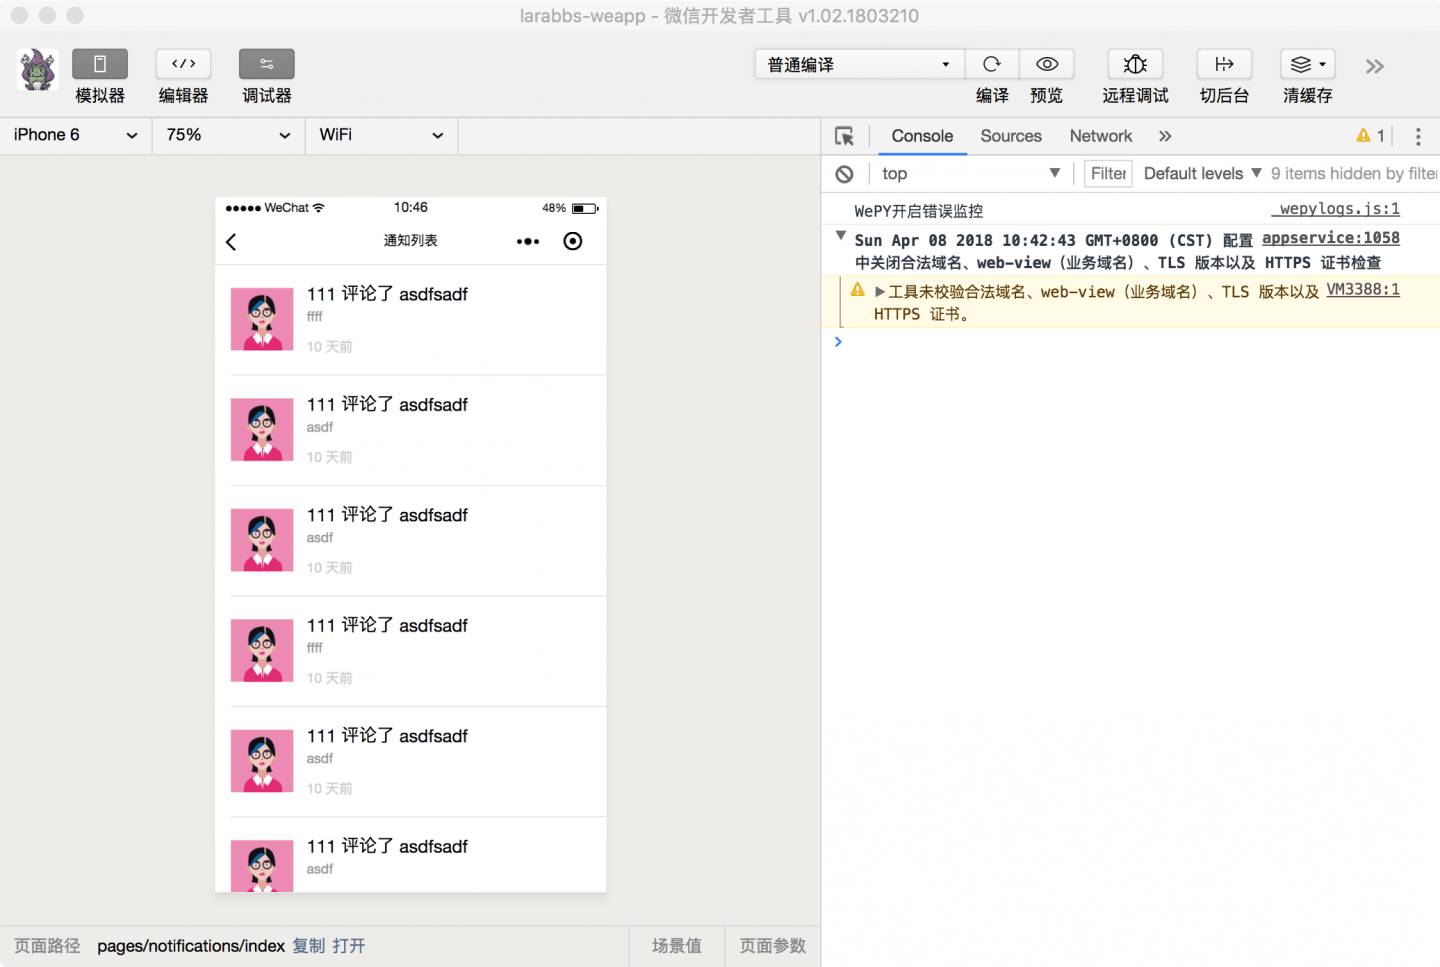 larabbs-weapp - 微信开发者工具 v1.02.1803210
模拟器
编辑器
调试器
普通编译
编译
预览
远程调试
切后台
清缓存
iPhone 6
75%
WiFi
Console
Sources
Network
1
top
Filter
Default levels
9 items hidden by filte
WePY开启错误监控
_wepylogs.js:1
Sun Apr 08 2018 10:42:43 GMT+0800 (CST) 配置
appservice:1058
中关闭合法域名、web-view（业务域名）、TLS 版本以及 HTTPS 证书检查
工具未校验合法域名、web-view（业务域名）、TLS 版本以及
VM3388:1
HTTPS 证书。
WeChat
10:46
48%
通知列表
111 评论了 asdfsadf
ffff
10 天前
111 评论了 asdfsadf
asdf
10 天前
111 评论了 asdfsadf
asdf
10 天前
111 评论了 asdfsadf
ffff
10 天前
111 评论了 asdfsadf
asdf
10 天前
111 评论了 asdfsadf
asdf
页面路径
pages/notifications/index 复制 打开
场景值
页面参数